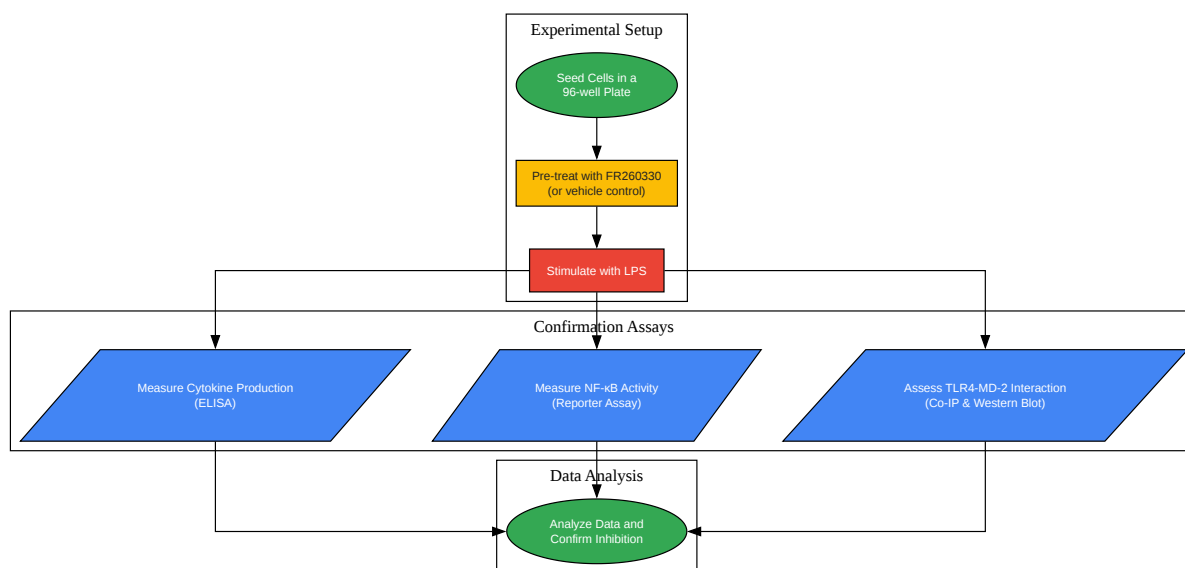 Experimental Setup
Seed Cells in a
96-well Plate
Pre-treat with FR260330
(or vehicle control)
Stimulate with LPS
Confirmation Assays
Measure Cytokine Production
(ELISA)
Measure NF-κB Activity
(Reporter Assay)
Assess TLR4-MD-2 Interaction
(Co-IP & Western Blot)
Data Analysis
Analyze Data and
Confirm Inhibition